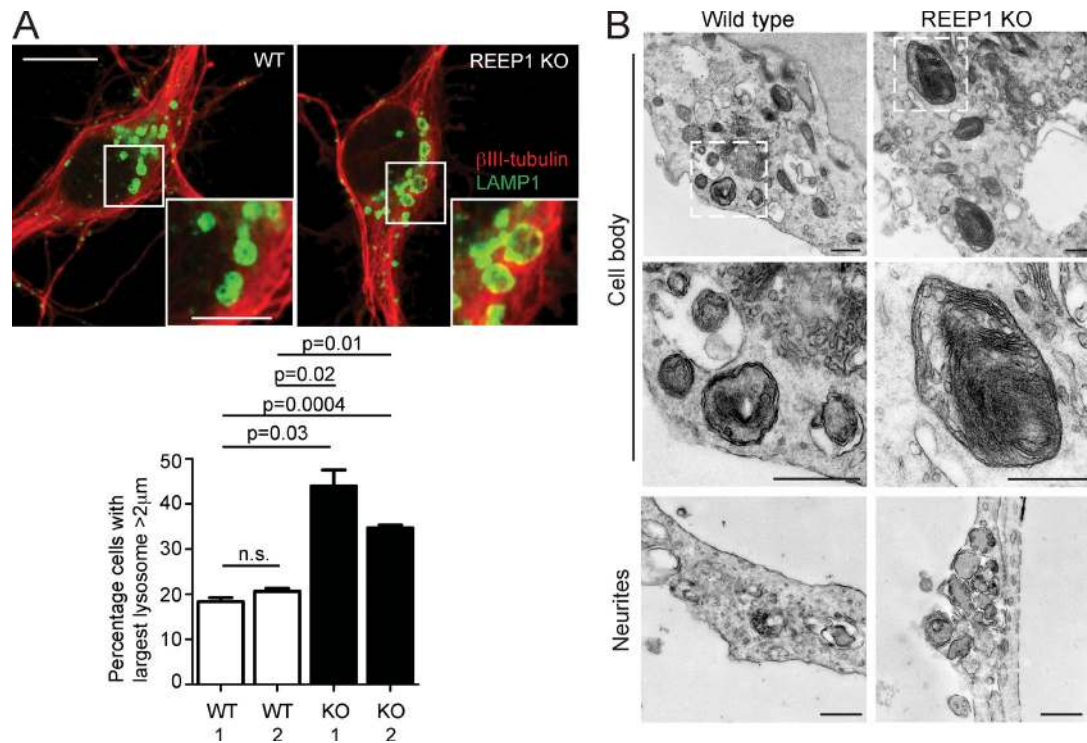 A
WT
REEP1 KO
βIII-tubulin
LAMP1
p=0.01
p=0.02
p=0.0004
p=0.03
n.s.
Percentage cells with
largest lysosome >2μm
50
40
30
20
10
0
WT
1
WT
2
KO
1
KO
2
B
Wild type
REEP1 KO
Cell body
Neurites